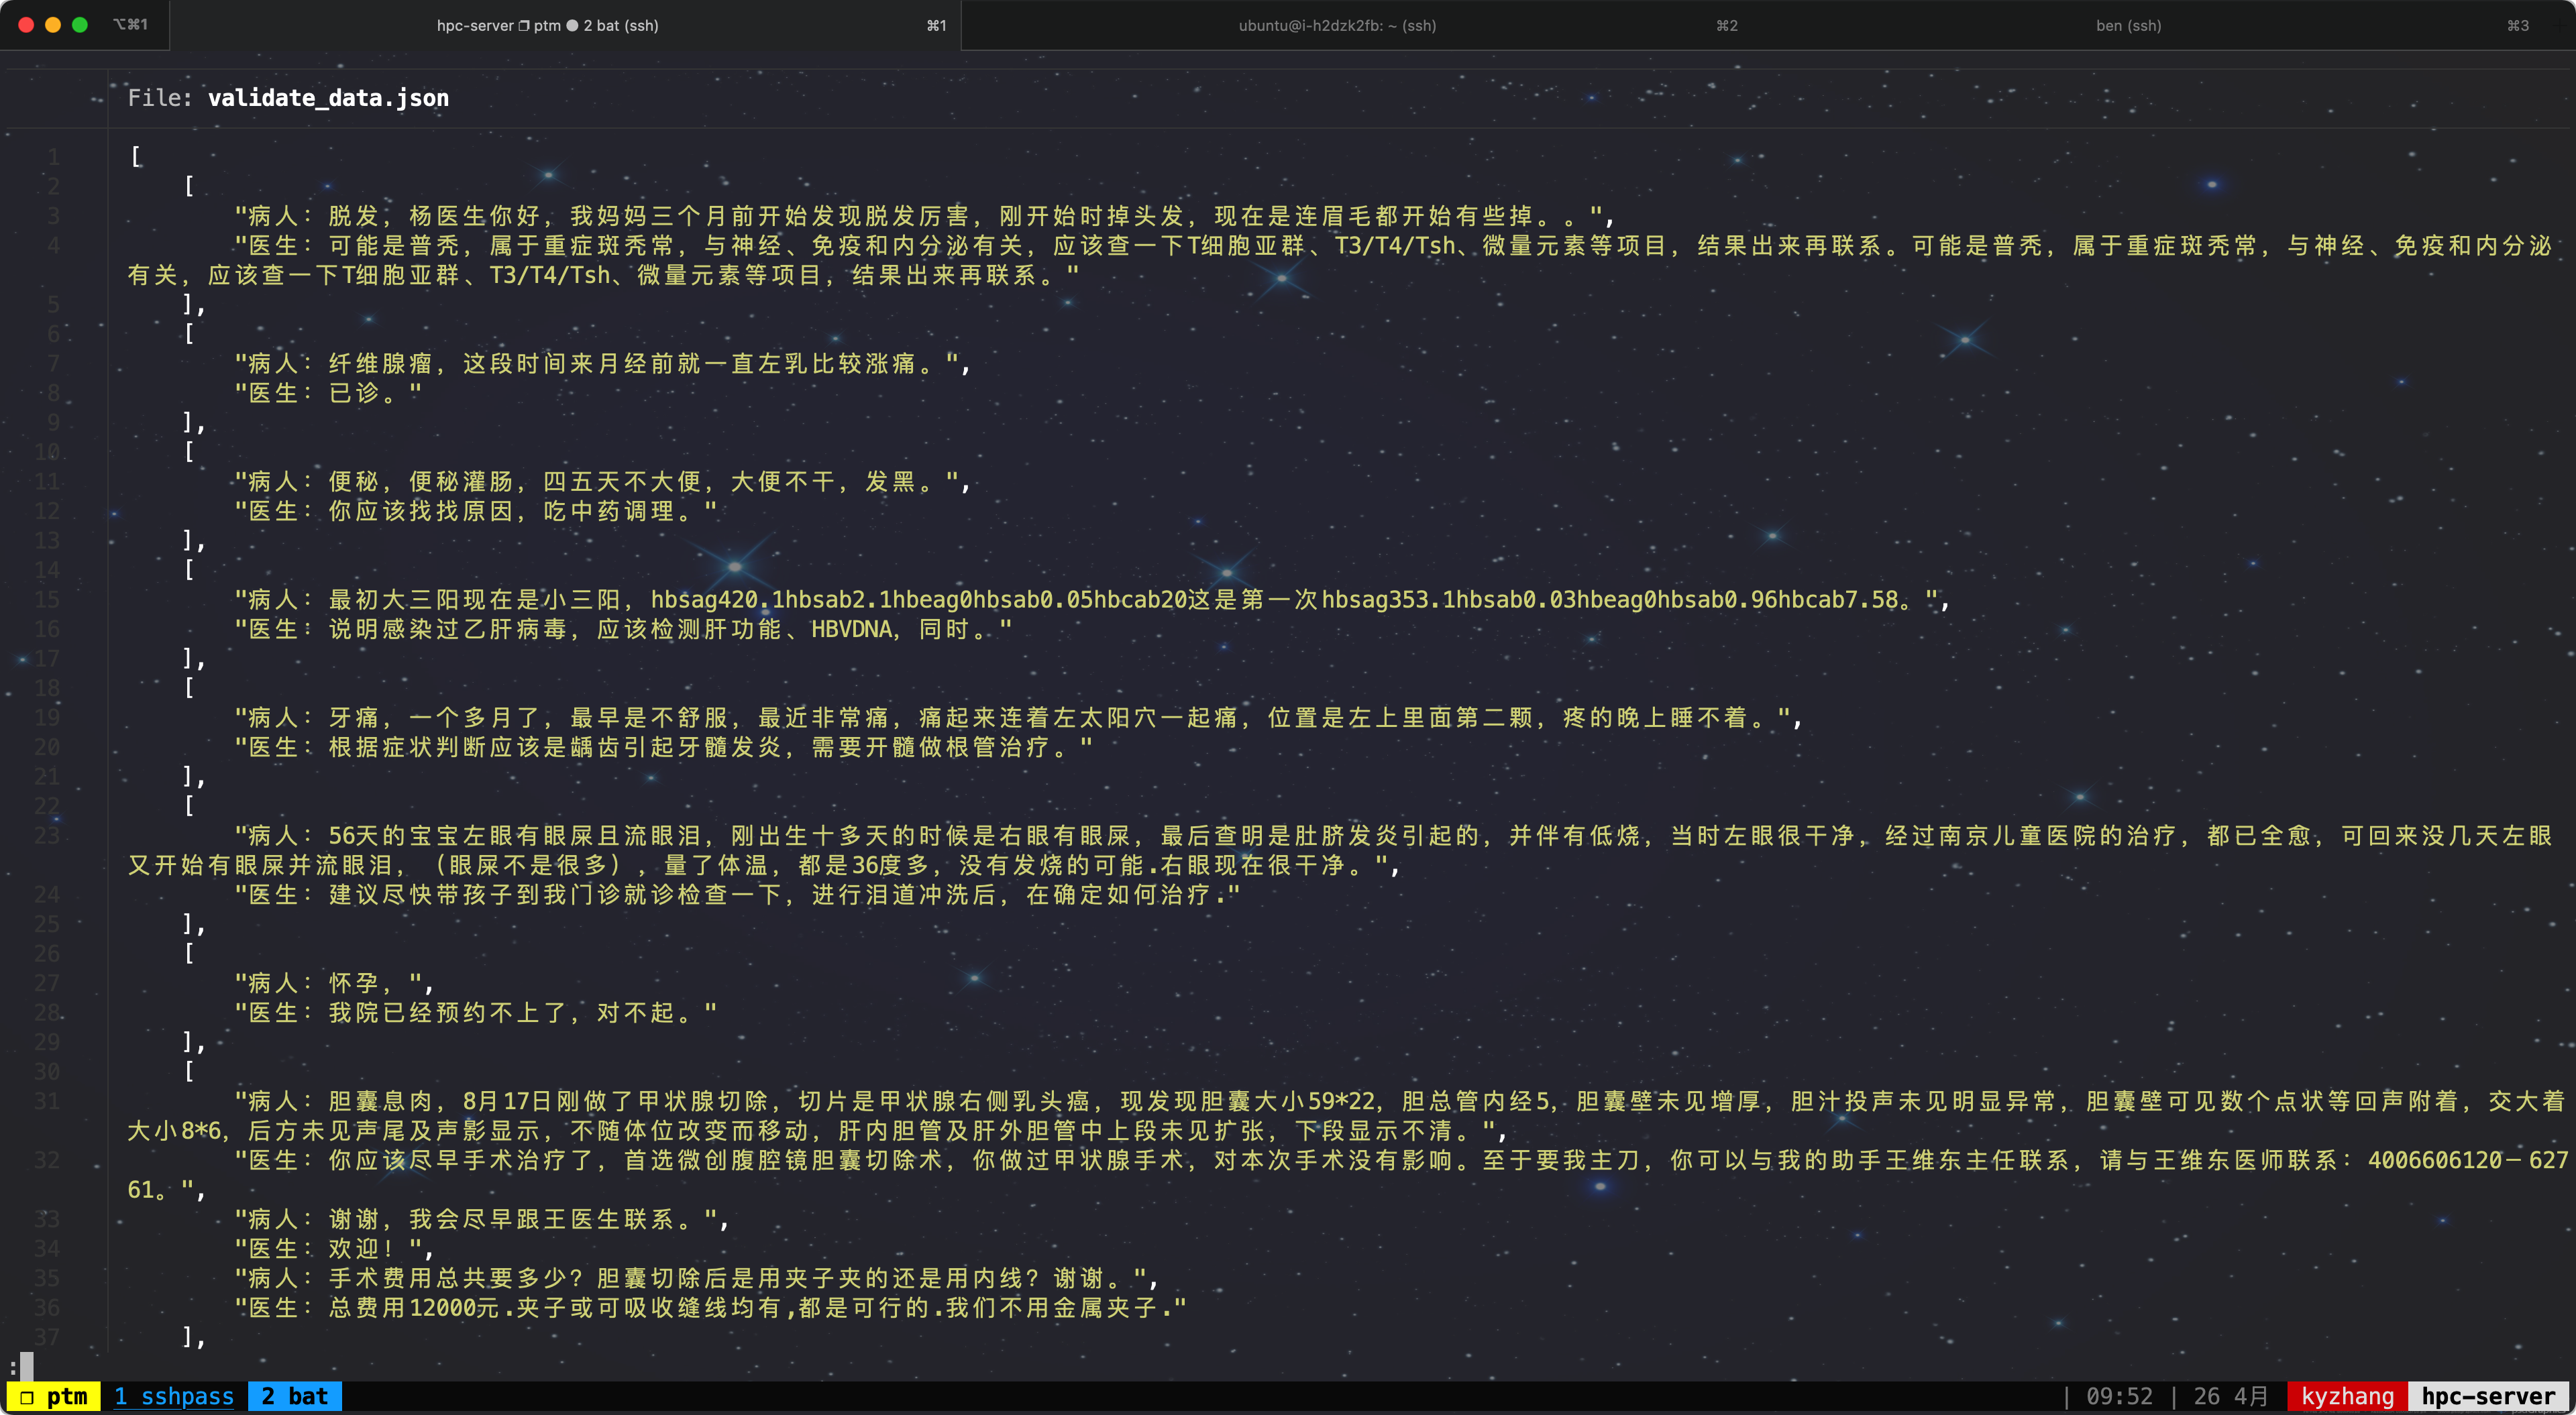 ⌥⌘1 hpc-server ❐ ptm ● 2 bat (ssh) ⌘1 ubuntu@i-h2dzk2fb: ~ (ssh) ⌘2 ben (ssh) ⌘3
File: validate_data.json
1 [
2 [
3 "病人：脱发，杨医生你好，我妈妈三个月前开始发现脱发厉害，刚开始时掉头发，现在是连眉毛都开始有些掉。。",
4 "医生：可能是普秃，属于重症斑秃常，与神经、免疫和内分泌有关，应该查一下T细胞亚群、T3/T4/Tsh、微量元素等项目，结果出来再联系。可能是普秃，属于重症斑秃常，与神经、免疫和内分泌
有关，应该查一下T细胞亚群、T3/T4/Tsh、微量元素等项目，结果出来再联系。"
5 ],
6 [
7 "病人：纤维腺瘤，这段时间来月经前就一直左乳比较涨痛。",
8 "医生：已诊。"
9 ],
10 [
11 "病人：便秘，便秘灌肠，四五天不大便，大便不干，发黑。",
12 "医生：你应该找找原因，吃中药调理。"
13 ],
14 [
15 "病人：最初大三阳现在是小三阳，hbsag420.1hbsab2.1hbeag0hbsab0.05hbcab20这是第一次hbsag353.1hbsab0.03hbeag0hbsab0.96hbcab7.58。",
16 "医生：说明感染过乙肝病毒，应该检测肝功能、HBVDNA，同时。"
17 ],
18 [
19 "病人：牙痛，一个多月了，最早是不舒服，最近非常痛，痛起来连着左太阳穴一起痛，位置是左上里面第二颗，疼的晚上睡不着。",
20 "医生：根据症状判断应该是龋齿引起牙髓发炎，需要开髓做根管治疗。"
21 ],
22 [
23 "病人：56天的宝宝左眼有眼屎且流眼泪，刚出生十多天的时候是右眼有眼屎，最后查明是肚脐发炎引起的，并伴有低烧，当时左眼很干净，经过南京儿童医院的治疗，都已全愈，可回来没几天左眼
又开始有眼屎并流眼泪，（眼屎不是很多），量了体温，都是36度多，没有发烧的可能.右眼现在很干净。",
24 "医生：建议尽快带孩子到我门诊就诊检查一下，进行泪道冲洗后，在确定如何治疗."
25 ],
26 [
27 "病人：怀孕，",
28 "医生：我院已经预约不上了，对不起。"
29 ],
30 [
31 "病人：胆囊息肉，8月17日刚做了甲状腺切除，切片是甲状腺右侧乳头癌，现发现胆囊大小59*22，胆总管内经5，胆囊壁未见增厚，胆汁投声未见明显异常，胆囊壁可见数个点状等回声附着，交大着
大小8*6，后方未见声尾及声影显示，不随体位改变而移动，肝内胆管及肝外胆管中上段未见扩张，下段显示不清。",
32 "医生：你应该尽早手术治疗了，首选微创腹腔镜胆囊切除术，你做过甲状腺手术，对本次手术没有影响。至于要我主刀，你可以与我的助手王维东主任联系，请与王维东医师联系：4006606120－627
61。",
33 "病人：谢谢，我会尽早跟王医生联系。",
34 "医生：欢迎！",
35 "病人：手术费用总共要多少？胆囊切除后是用夹子夹的还是用内线？谢谢。",
36 "医生：总费用12000元.夹子或可吸收缝线均有,都是可行的.我们不用金属夹子."
37 ],
:
❐ ptm 1 sshpass 2 bat | 09:52 | 26 4月 kyzhang hpc-server